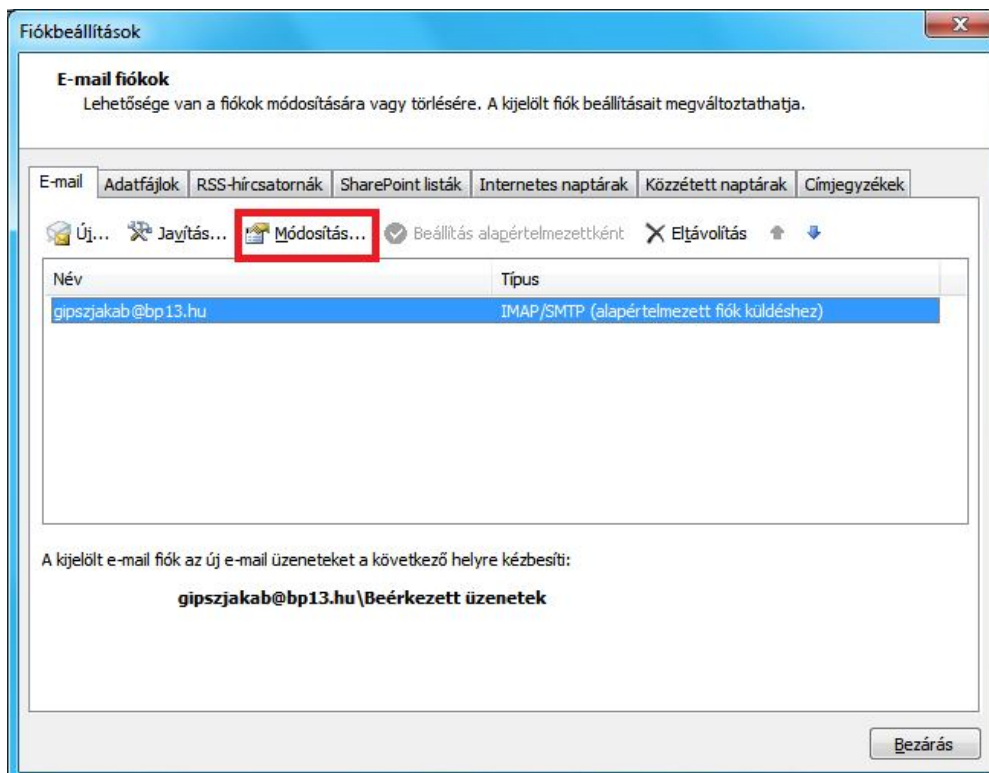 Fiókbeállítások
E-mail fiókok
Lehetősége van a fiókok módosítására vagy törlésére. A kijelölt fiók beállításait megváltoztathatja.
E-mail Adatfájlok RSS-hírcsatornák SharePoint listák Internetes naptárak Közzétett naptárak Címjegyzékek
Új... Javítás... Módosítás... Beállítás alapértelmezettként Eltávolítás
Név Típus
gipszjakab@bp13.hu IMAP/SMTP (alapértelmezett fiók küldéshez)
A kijelölt e-mail fiók az új e-mail üzeneteket a következő helyre kézbesíti:
gipszjakab@bp13.hu\Beérkezett üzenetek
Bezárás